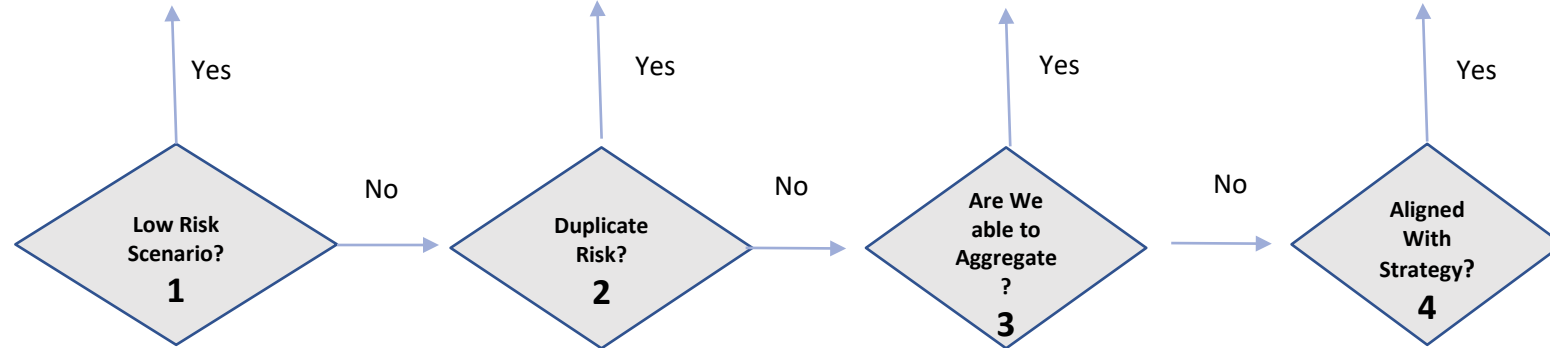 Yes
Yes
Yes
Yes
No
No
No
Low Risk
Scenario?
1
Duplicate
Risk?
2
Are We
able to
Aggregate
?
3
Aligned
With
Strategy?
4